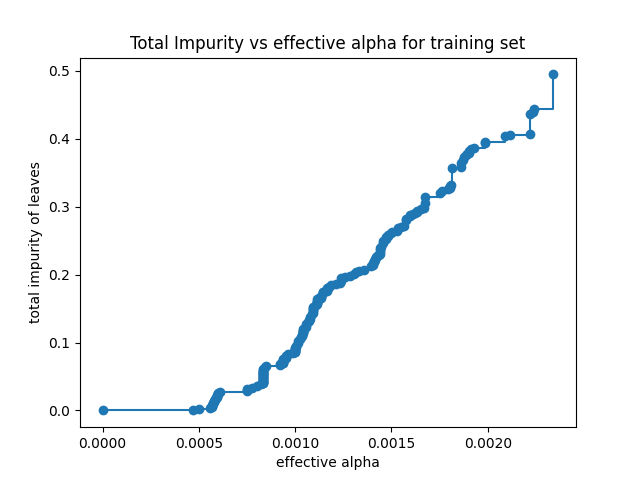 Total Impurity vs effective alpha for training set
0.5
0.4
0.3
0.2
0.1
0.0
total impurity of leaves
0.0000 0.0005 0.0010 0.0015 0.0020
effective alpha